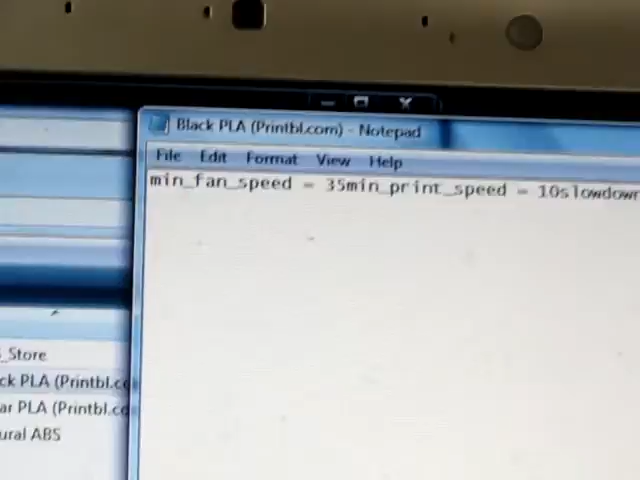 Black PLA (Printbl.com) - Notepad
File Edit Format View Help
min_fan_speed = 35min_print_speed = 10slowdown
_Store
ck PLA (Printbl.co
ar PLA (Printbl.co
ural ABS